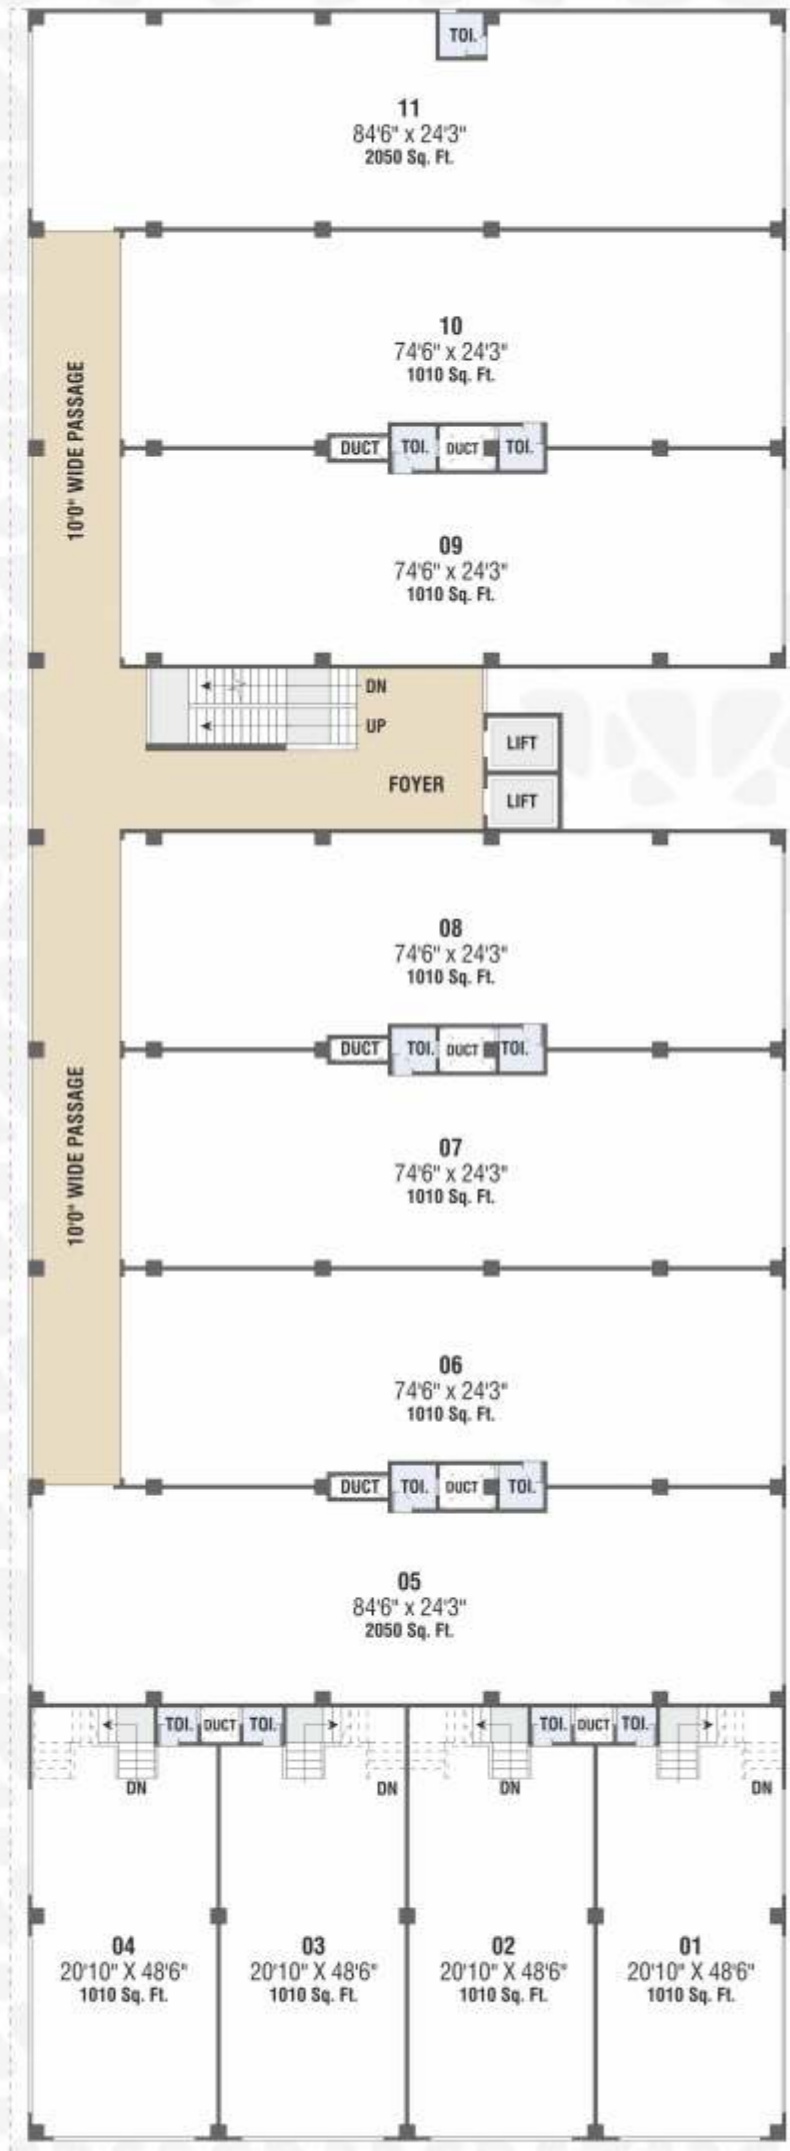 TOI.
11
84'6" x 24'3"
2050 Sq. Ft.
10
74'6" x 24'3"
1010 Sq. Ft.
10'0" WIDE PASSAGE
DUCT TOI. DUCT TOI.
09
74'6" x 24'3"
1010 Sq. Ft.
DN
UP
LIFT
FOYER
LIFT
08
74'6" x 24'3"
1010 Sq. Ft.
DUCT TOI. DUCT TOI.
10'0" WIDE PASSAGE
07
74'6" x 24'3"
1010 Sq. Ft.
06
74'6" x 24'3"
1010 Sq. Ft.
DUCT TOI. DUCT TOI.
05
84'6" x 24'3"
2050 Sq. Ft.
TOI. DUCT TOI. TOI. DUCT TOI.
DN DN DN DN
04
20'10" X 48'6"
1010 Sq. Ft.
03
20'10" X 48'6"
1010 Sq. Ft.
02
20'10" X 48'6"
1010 Sq. Ft.
01
20'10" X 48'6"
1010 Sq. Ft.